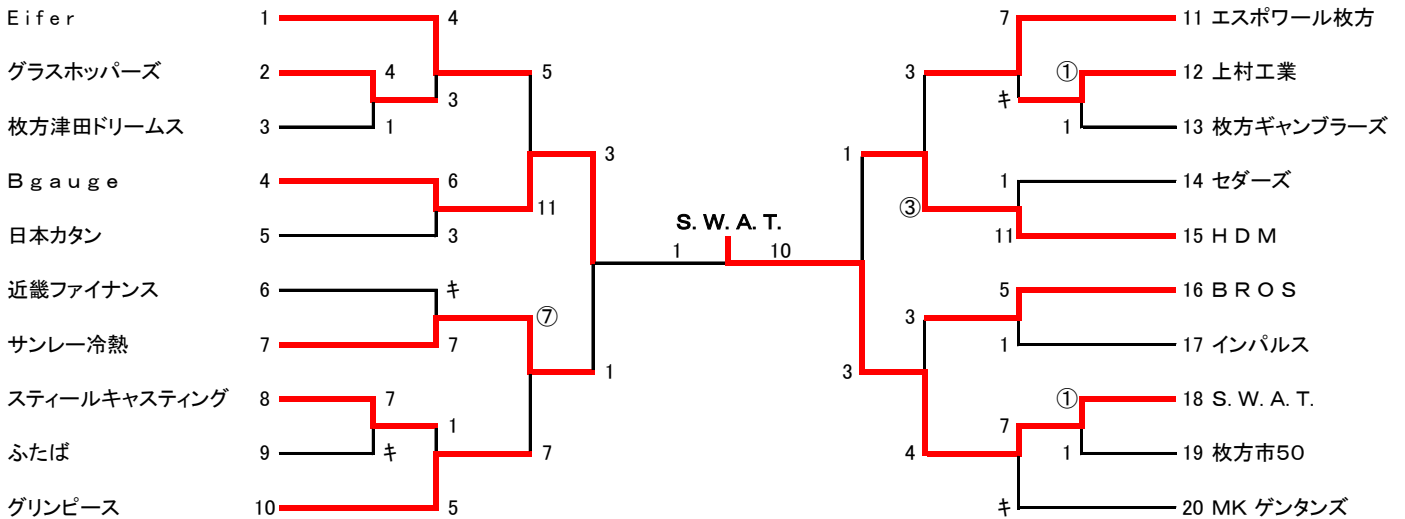 Eifer 1 4 7 11 エスポワール枚方
グラスホッパーズ 2 4 5 3 ① 12 上村工業
3 キ
枚方津田ドリームス 3 1 1 13 枚方ギャンブラーズ
3 1
Bgauge 4 6 1 14 セダーズ
11 ③
S.W.A.T.
日本カタン 5 3 11 15 HDM
1 10
近畿ファイナンス 6 キ 5 16 BROS
⑦ 3
サンレー冷熱 7 7 1 17 インパルス
1 3
スティールキャスティング 8 7 ① 18 S.W.A.T.
1 7
ふたば 9 キ 7 4 1 19 枚方市50
グリンピース 10 5 キ 20 MK ゲンタンズ